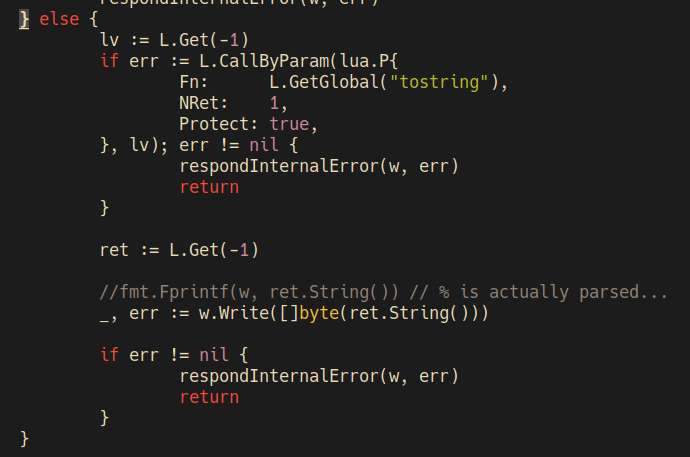 respondInternalError(w, err)
} else {
        lv := L.Get(-1)
        if err := L.CallByParam(lua.P{
                Fn:      L.GetGlobal("tostring"),
                NRet:    1,
                Protect: true,
        }, lv); err != nil {
                respondInternalError(w, err)
                return
        }

        ret := L.Get(-1)

        //fmt.Fprintf(w, ret.String()) // % is actually parsed...
        _, err := w.Write([]byte(ret.String()))

        if err != nil {
                respondInternalError(w, err)
                return
        }
}